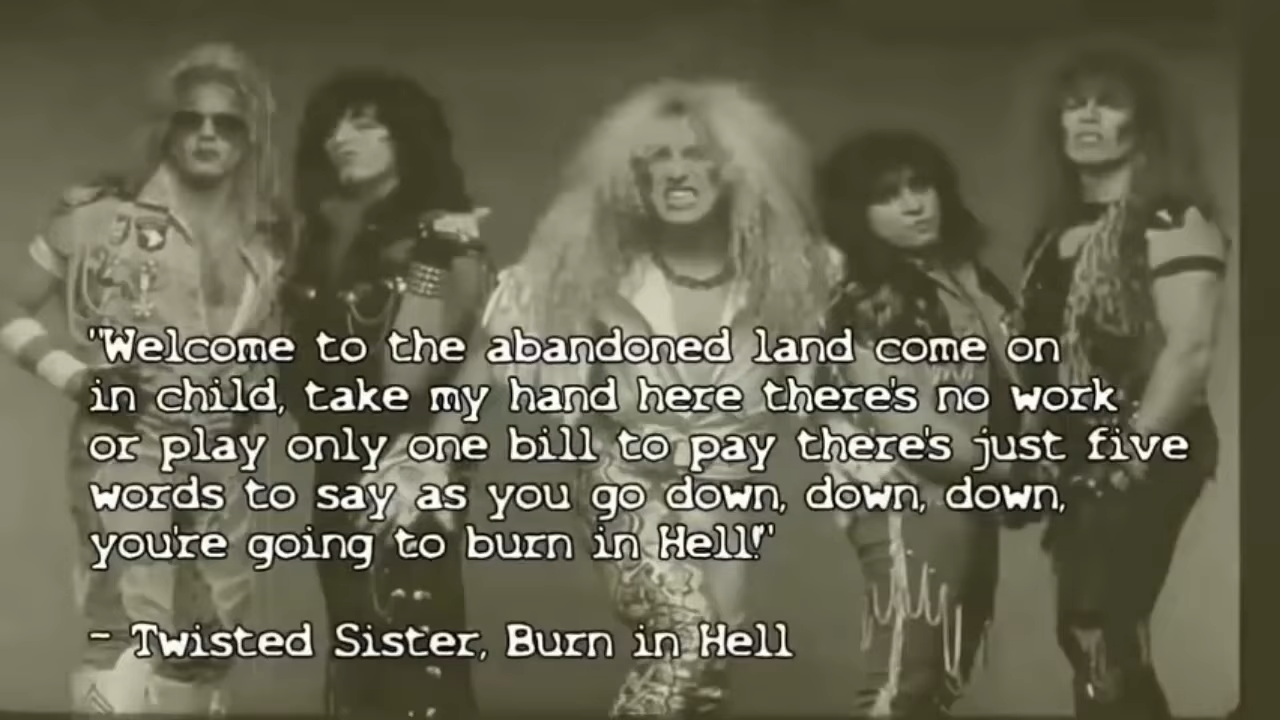 "Welcome to the abandoned land come on
in child, take my hand here there's no work
or play only one bill to pay there's just five
words to say as you go down, down, down,
you're going to burn in Hell!"
- Twisted Sister, Burn in Hell